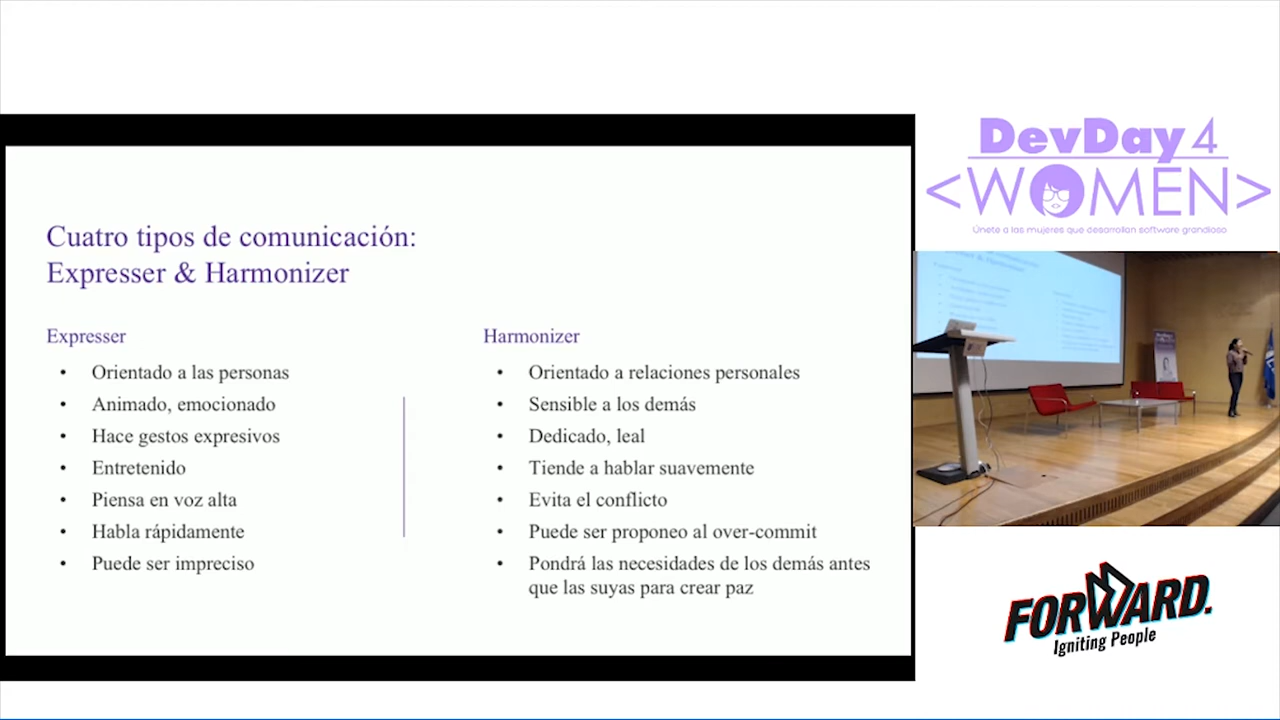 Cuatro tipos de comunicación:
Expresser & Harmonizer
Expresser
• Orientado a las personas
• Animado, emocionado
• Hace gestos expresivos
• Entretenido
• Piensa en voz alta
• Habla rápidamente
• Puede ser impreciso
Harmonizer
• Orientado a relaciones personales
• Sensible a los demás
• Dedicado, leal
• Tiende a hablar suavemente
• Evita el conflicto
• Puede ser proponeo al over-commit
• Pondrá las necesidades de los demás antes
que las suyas para crear paz
DevDay4
<WOMEN>
Únete a las mujeres que desarrollan software grandioso
FORWARD.
Igniting People